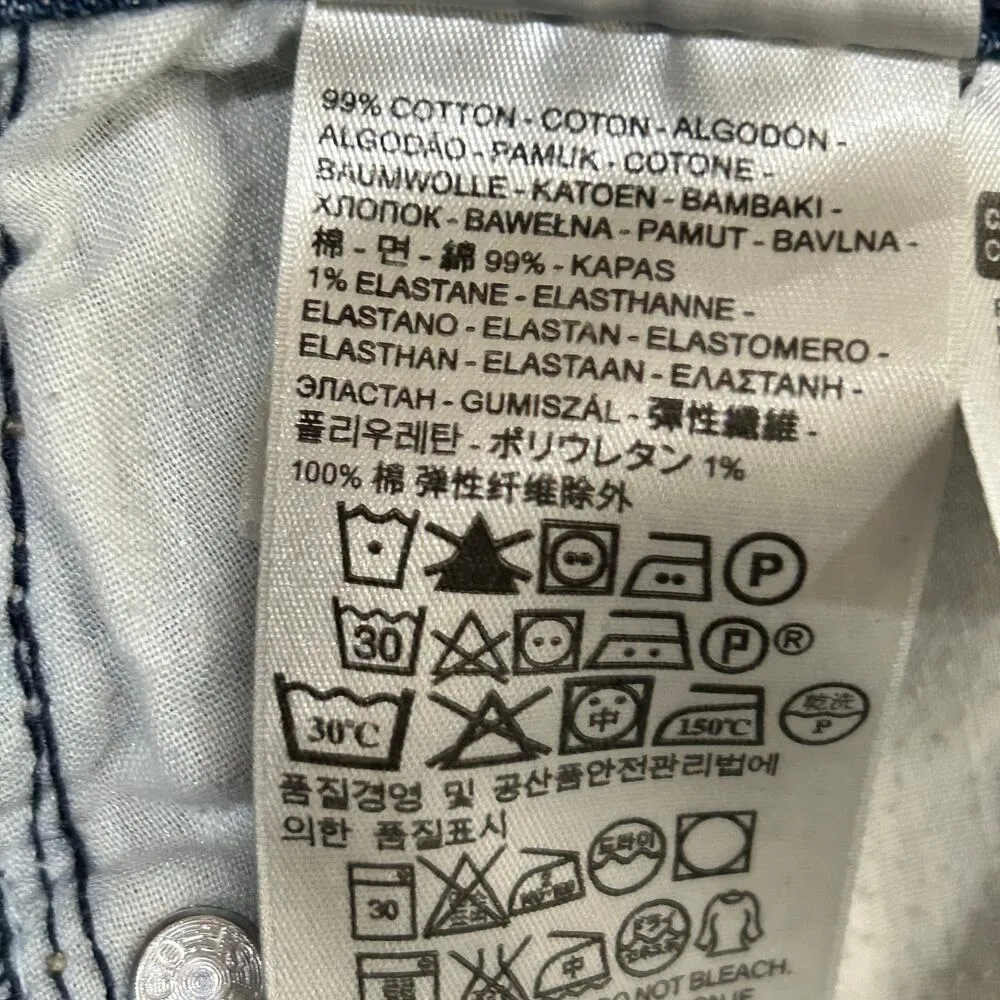 99% COTTON - COTON - ALGODÓN -
ALGODÃO - PAMUK - COTONE -
BAUMWOLLE - KATOEN - BAMBAKI -
ХЛОПОК - BAWEŁNA - PAMUT - BAVLNA -
棉 - 면 - 綿 99% - KAPAS
1% ELASTANE - ELASTHANNE -
ELASTANO - ELASTAN - ELASTOMERO -
ELASTHAN - ELASTAAN - ΕΛΑΣΤΑΝΗ -
ЭЛАСТАН - GUMISZÁL - 彈性纖維 -
폴리우레탄 - ポリウレタン 1%
100% 棉 弹性纤维除外
P
30 P ®
30℃ 中 150℃ 乾洗 P
품질경영 및 공산품안전관리법에
의한 품질표시
30 드라이
中
DO NOT BLEACH.